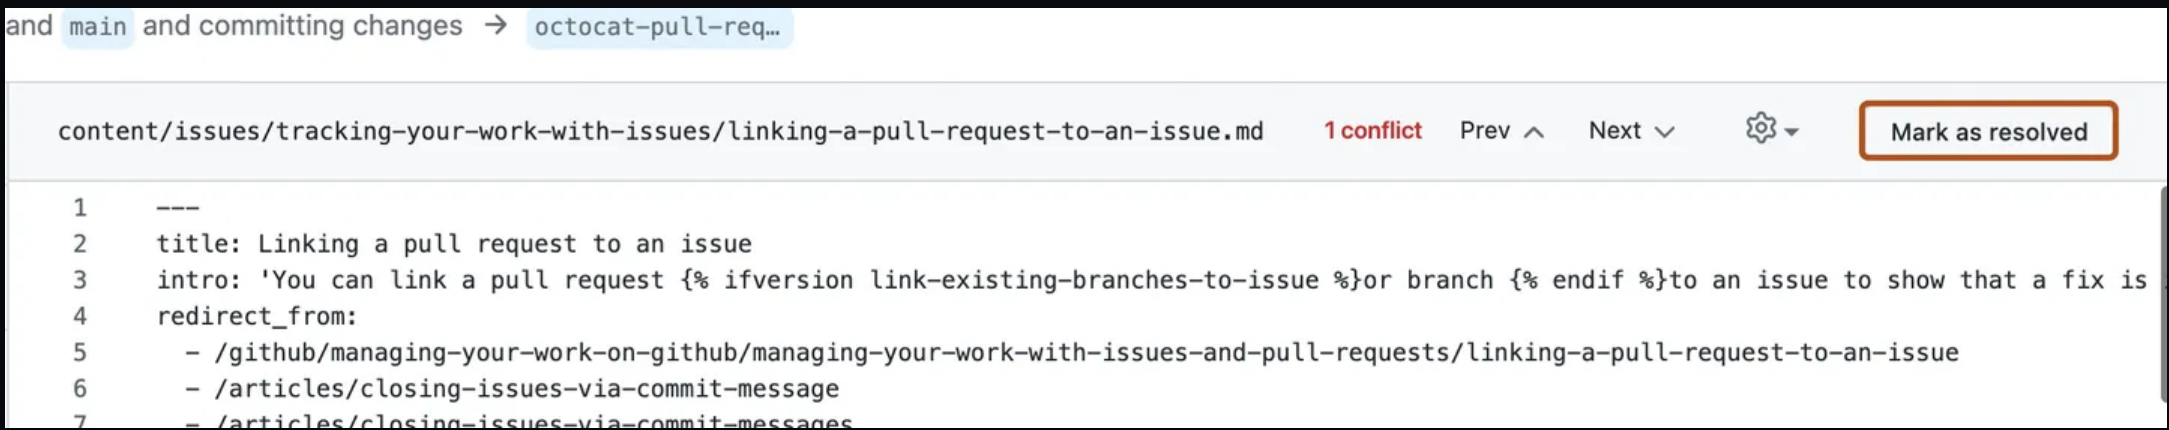 and main and committing changes → octocat-pull-req…
content/issues/tracking-your-work-with-issues/linking-a-pull-request-to-an-issue.md 1 conflict Prev Next Mark as resolved
1 ---
2 title: Linking a pull request to an issue
3 intro: 'You can link a pull request {% ifversion link-existing-branches-to-issue %}or branch {% endif %}to an issue to show that a fix is
4 redirect_from:
5 - /github/managing-your-work-on-github/managing-your-work-with-issues-and-pull-requests/linking-a-pull-request-to-an-issue
6 - /articles/closing-issues-via-commit-message
7 - /articles/closing-issues-via-commit-messages